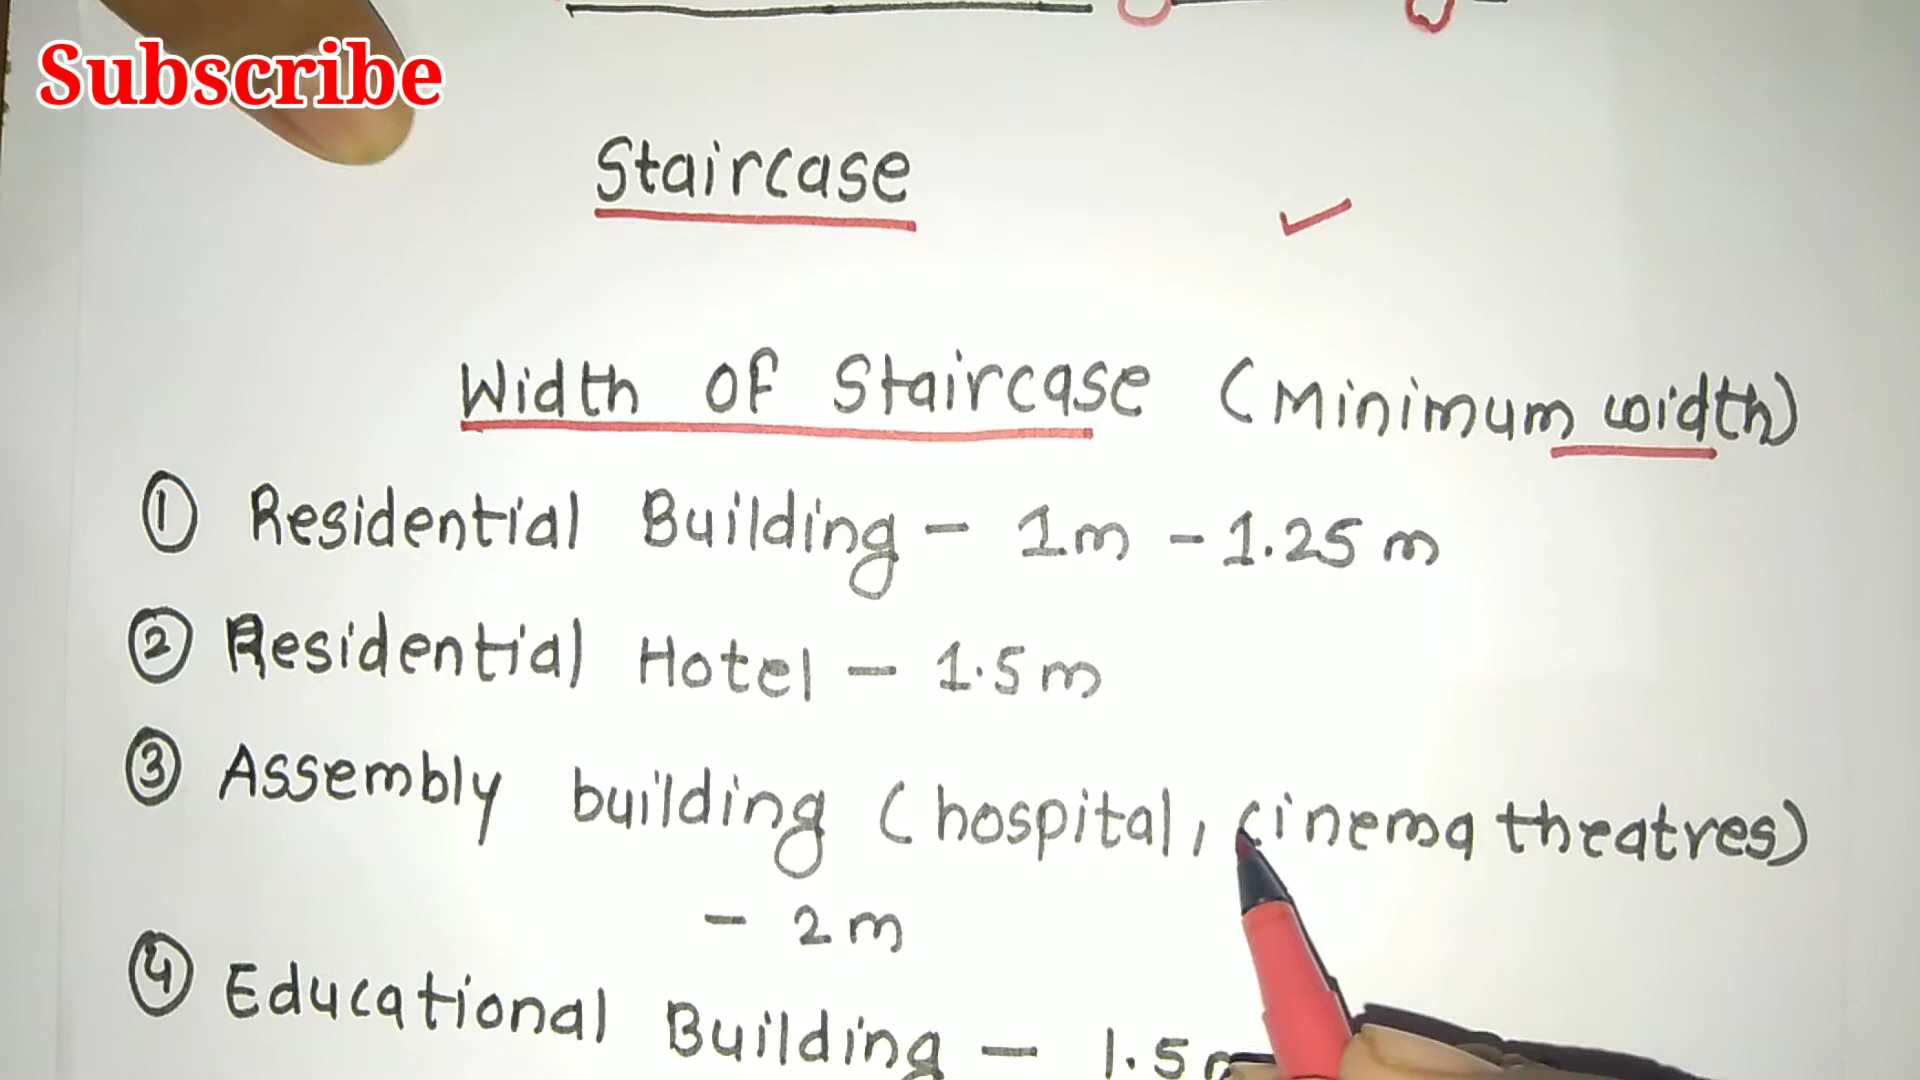 Subscribe
Staircase
Width of Staircase (Minimum width)
① Residential Building - 1m - 1.25 m
② Residential Hotel - 1.5m
③ Assembly building (hospital, cinema theatres)
- 2m
④ Educational Building - 1.5m